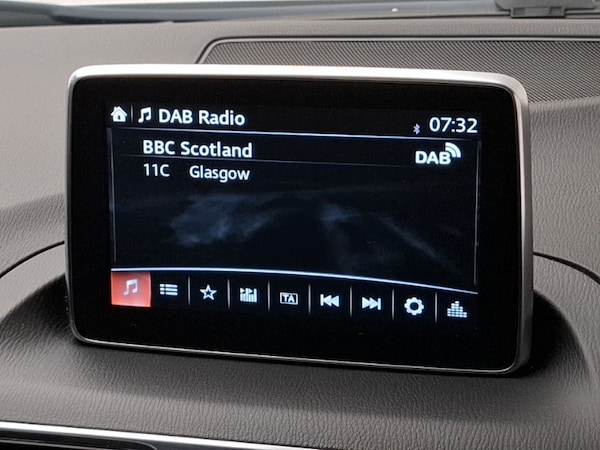 DAB Radio
07:32
BBC Scotland
DAB
11C Glasgow
TA